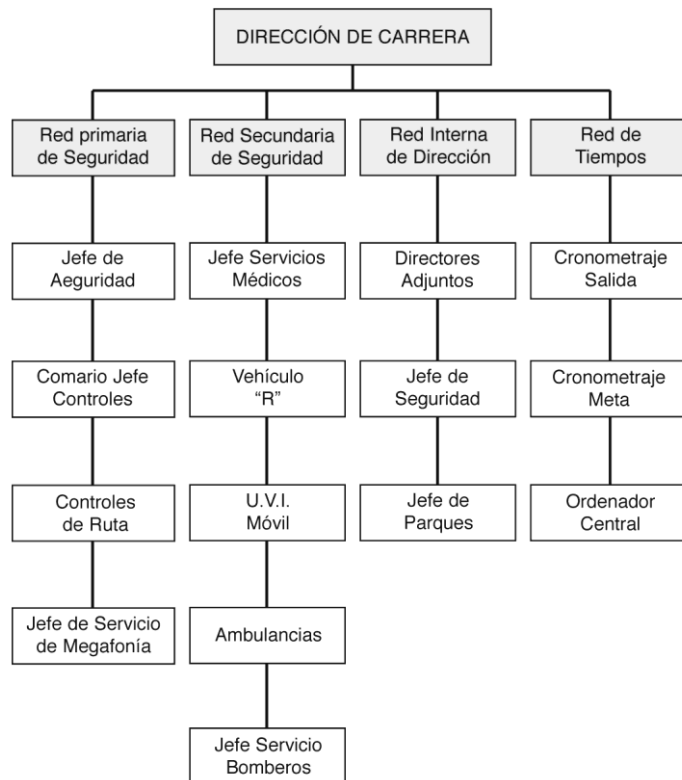 DIRECCIÓN DE CARRERA
Red primaria
de Seguridad
Jefe de
Aeguridad
Comario Jefe
Controles
Controles
de Ruta
Jefe de Servicio
de Megafonía
Red Secundaria
de Seguridad
Jefe Servicios
Médicos
Vehículo
“R”
U.V.I.
Móvil
Ambulancias
Jefe Servicio
Bomberos
Red Interna
de Dirección
Directores
Adjuntos
Jefe de
Seguridad
Jefe de
Parques
Red de
Tiempos
Cronometraje
Salida
Cronometraje
Meta
Ordenador
Central